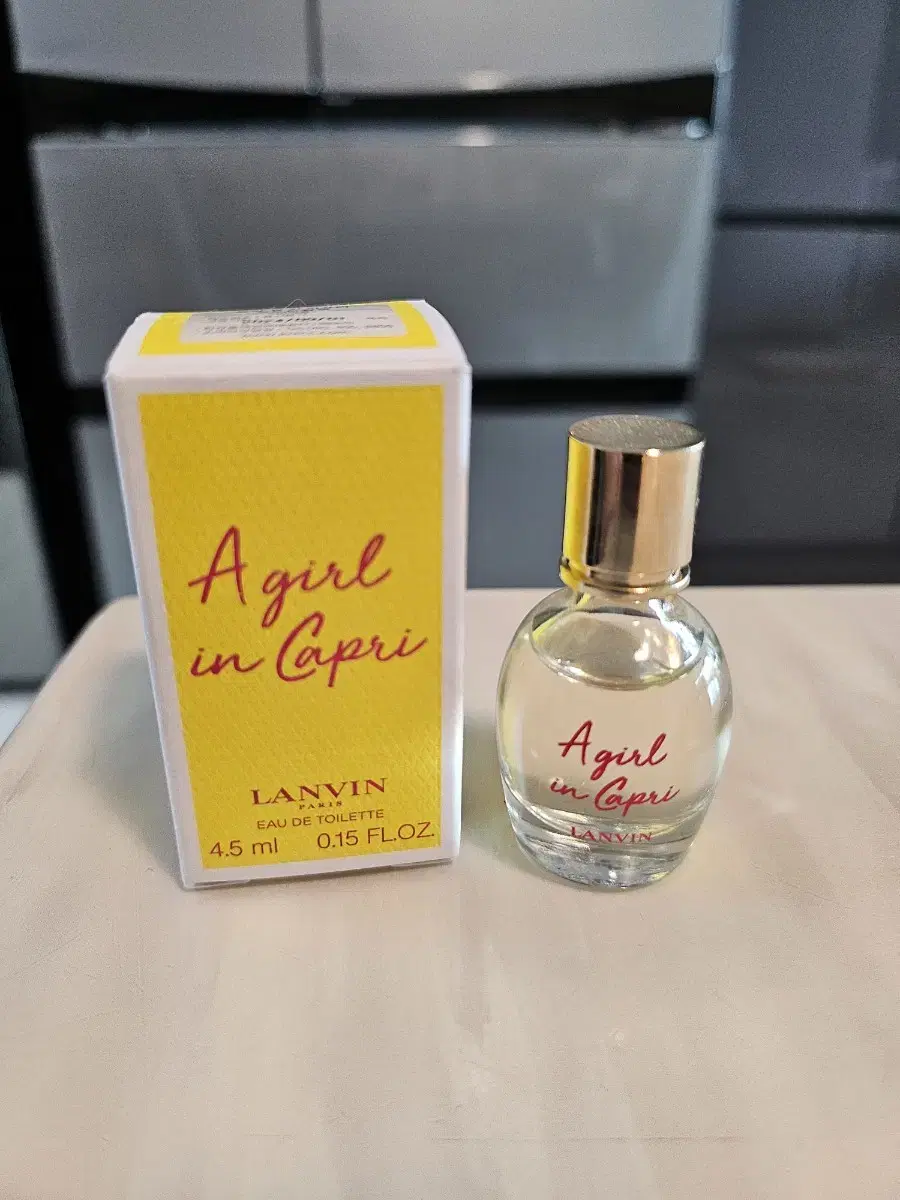 A girl
in Capri
LANVIN
PARIS
EAU DE TOILETTE
4.5 ml 0.15 FL.OZ.
A girl
in Capri
LANVIN